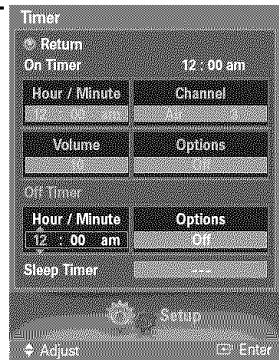 Timer
Return
On Timer 12 : 00 am
Hour / Minute Channel
12 : 00 am Air 3
Volume Options
10 Off
Off Timer
Hour / Minute Options
12 : 00 am Off
Sleep Timer ---
Setup
Adjust Enter